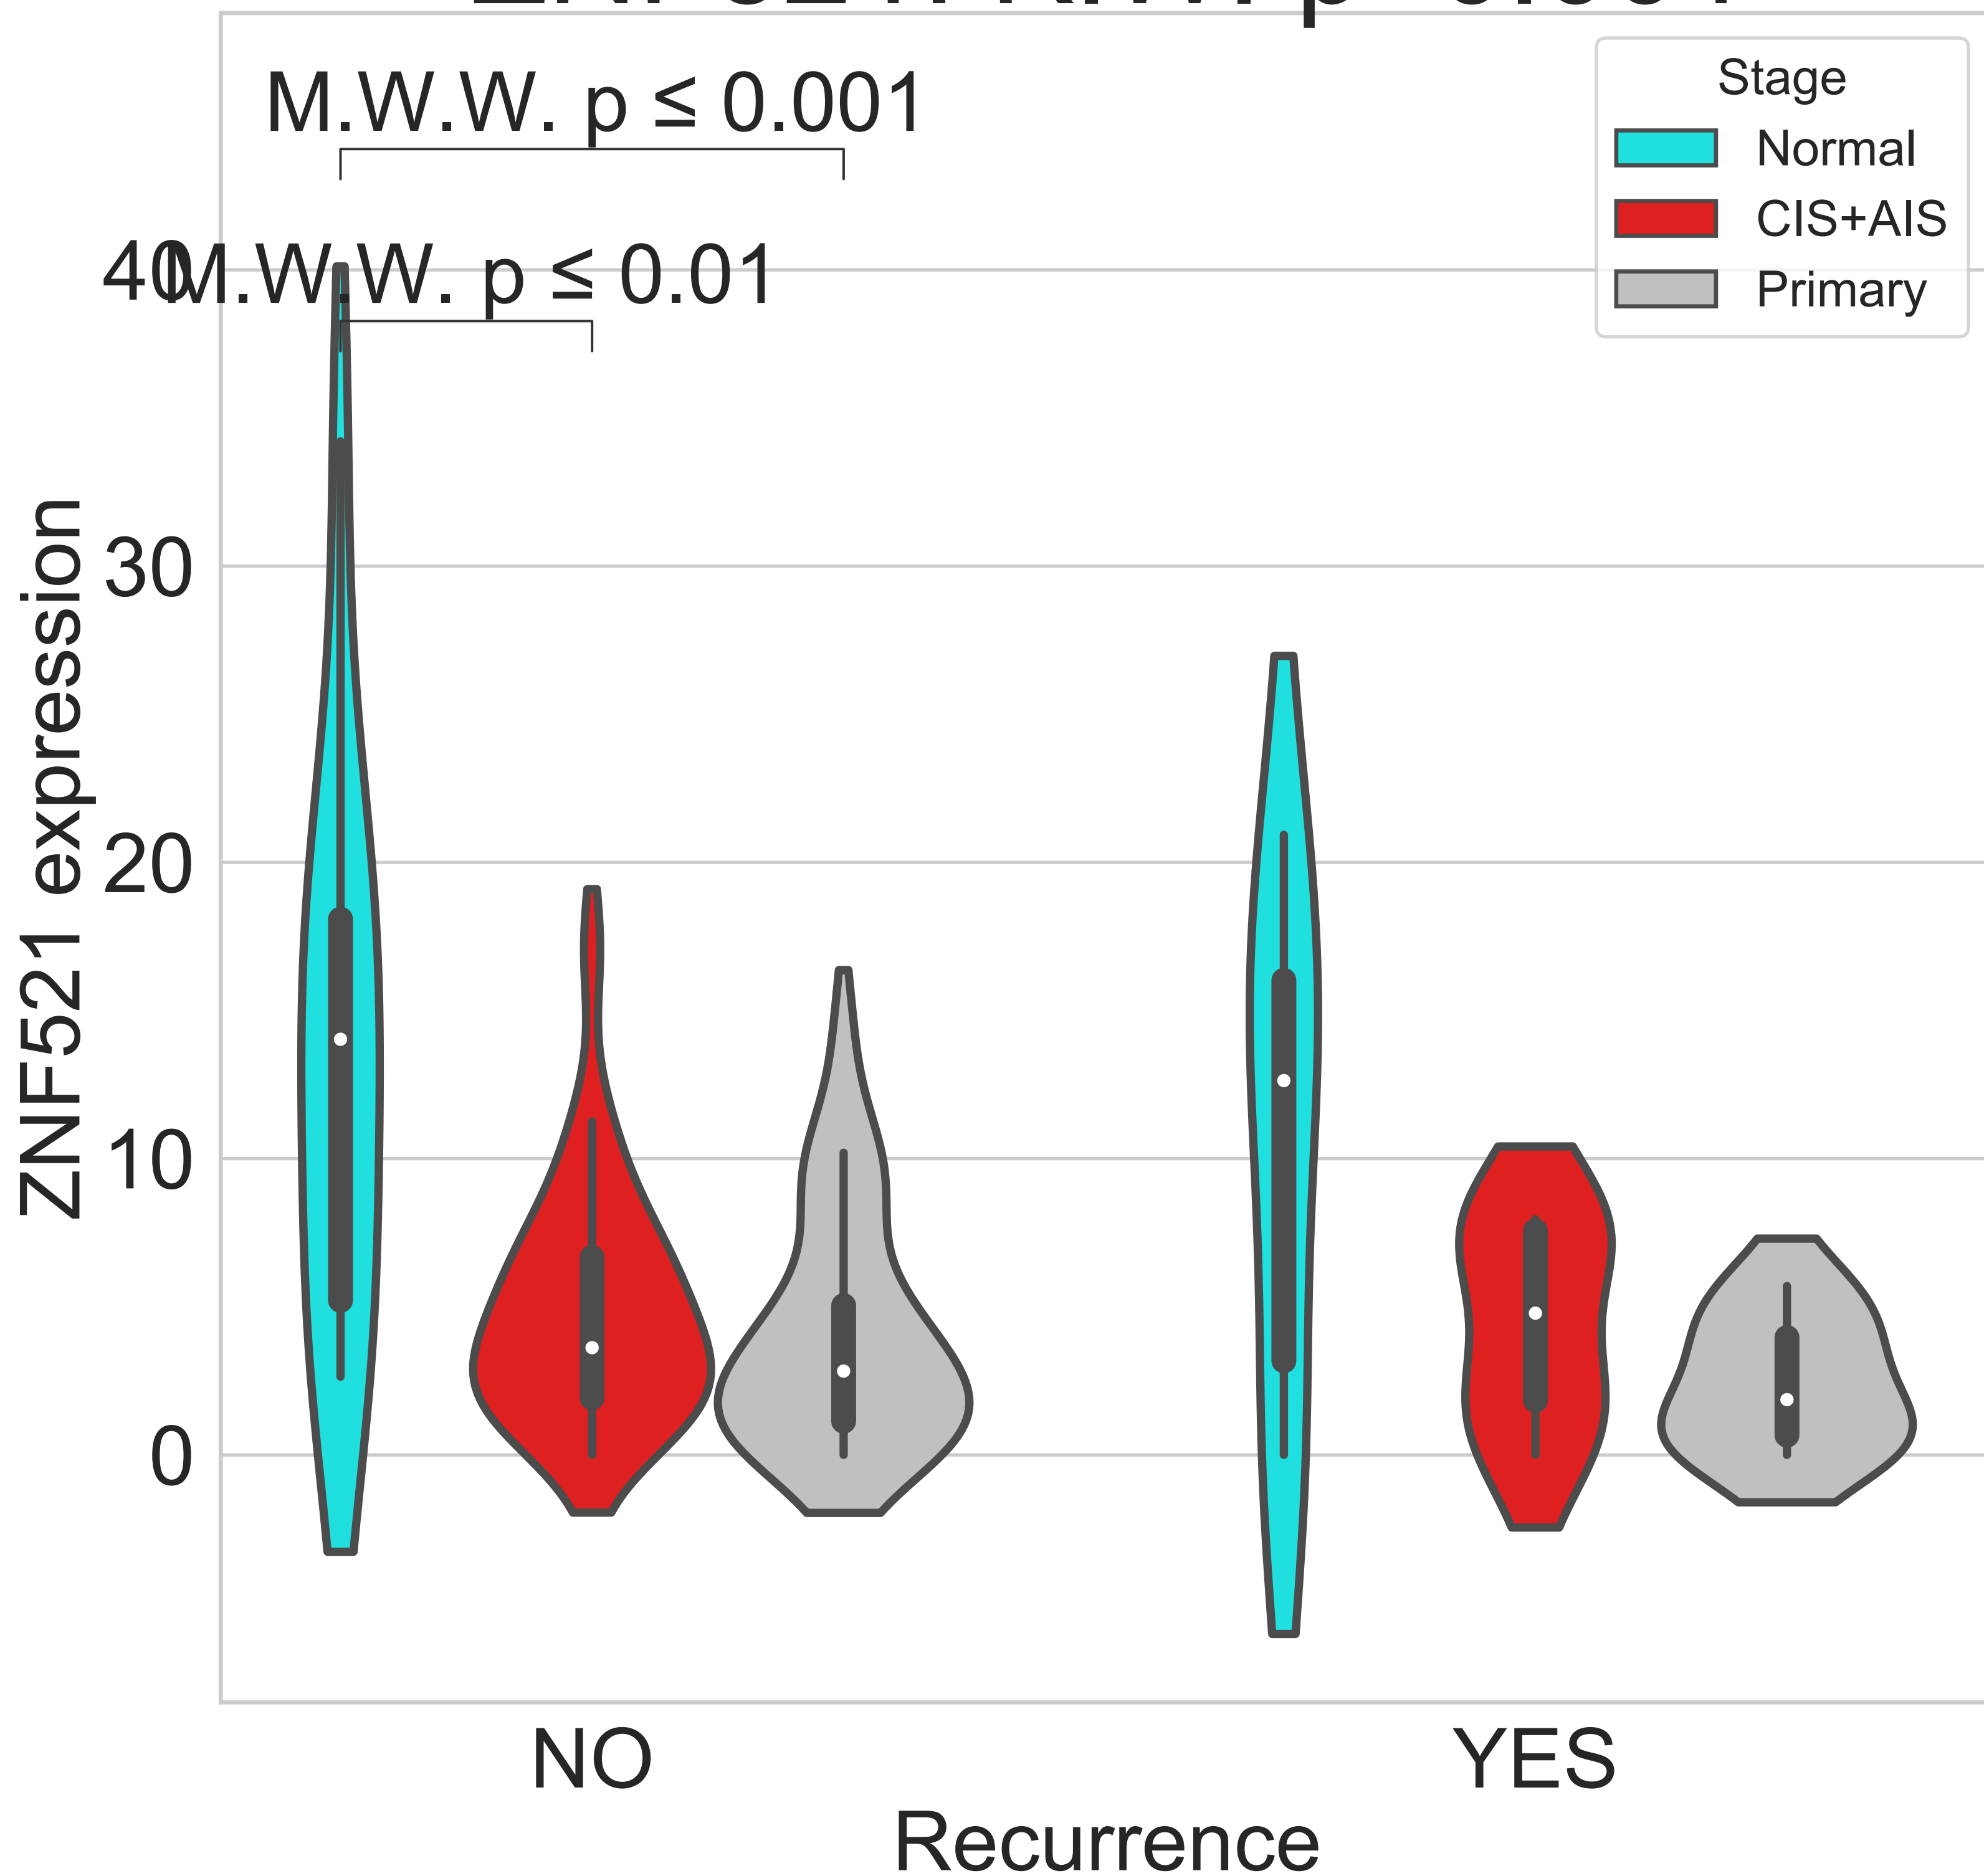 M.W.W. p ≤ 0.001
Stage
Normal
CIS+AIS
Primary
40
M.W.W. p ≤ 0.01
30
20
10
0
ZNF521 expression
NO
YES
Recurrence